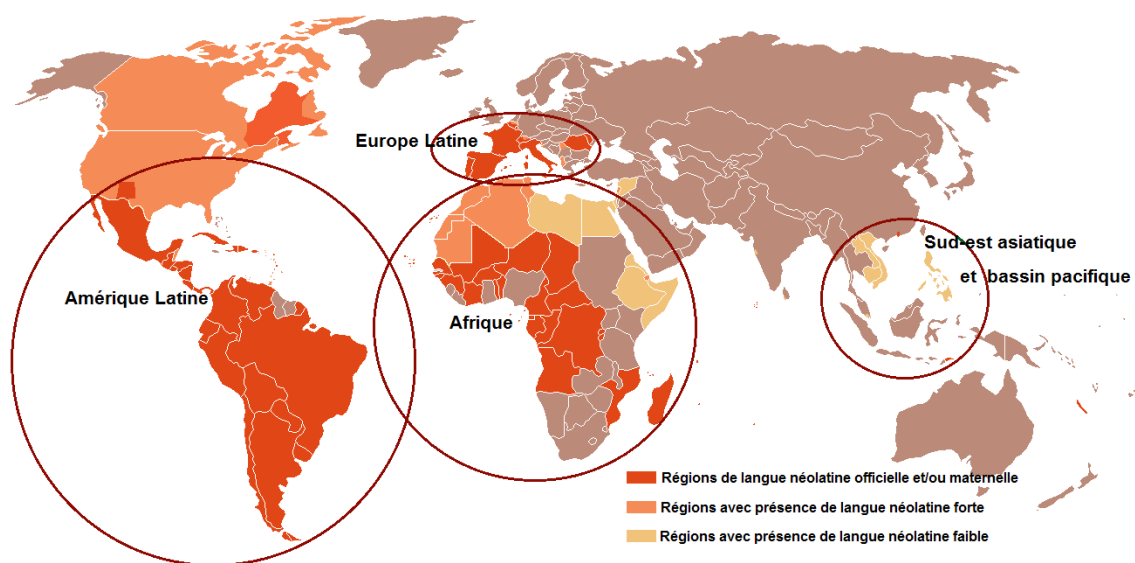 Europe Latine
Sud-est asiatique
et bassin pacifique
Amérique Latine
Afrique
Régions de langue néolatine officielle et/ou maternelle
Régions avec présence de langue néolatine forte
Régions avec présence de langue néolatine faible